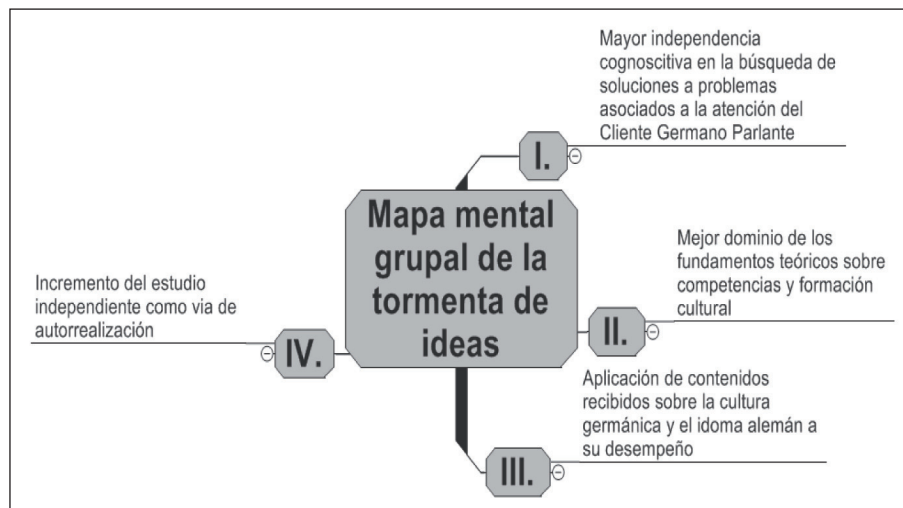 Mayor independencia
cognoscitiva en la búsqueda de
soluciones a problemas
asociados a la atención del
Cliente Germano Parlante
I.
Mapa mental
grupal de la
tormenta de
ideas
Mejor dominio de los
fundamentos teóricos sobre
competencias y formación
cultural
II.
Aplicación de contenidos
recibidos sobre la cultura
germánica y el idoma alemán a
su desempeño
III.
Incremento del estudio
independiente como via de
autorrealización
IV.